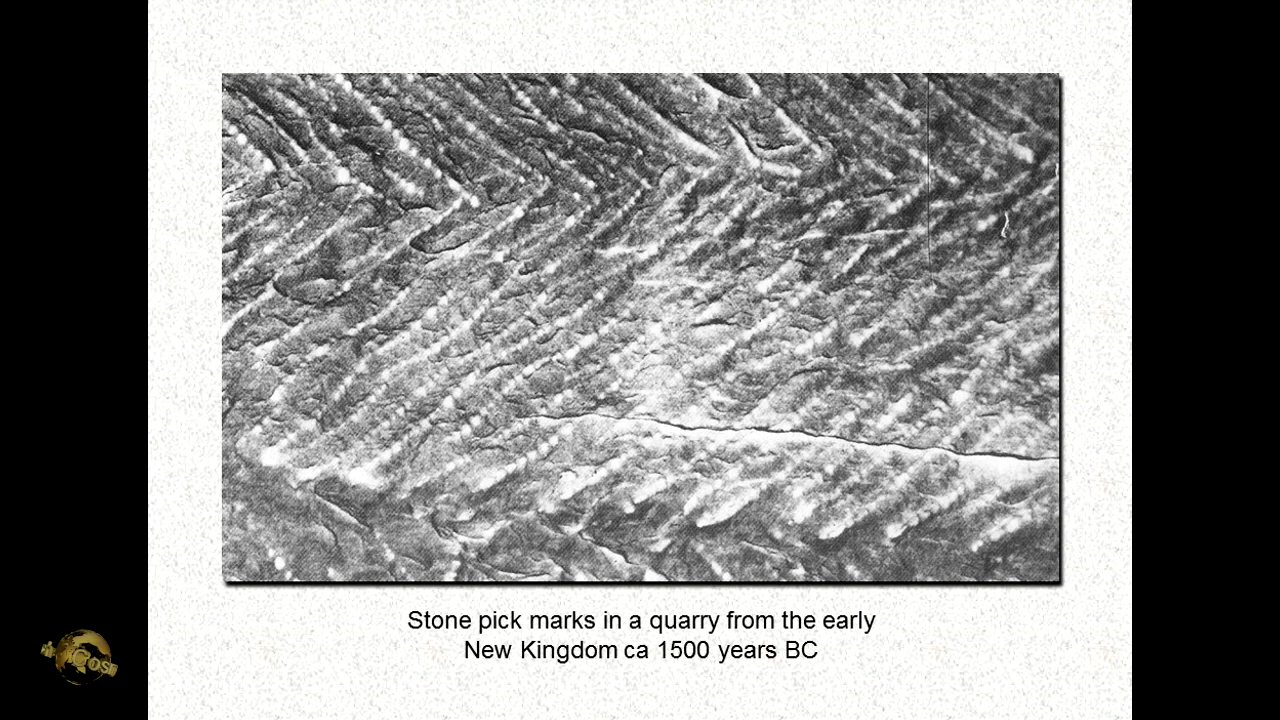 Stone pick marks in a quarry from the early
New Kingdom ca 1500 years BC